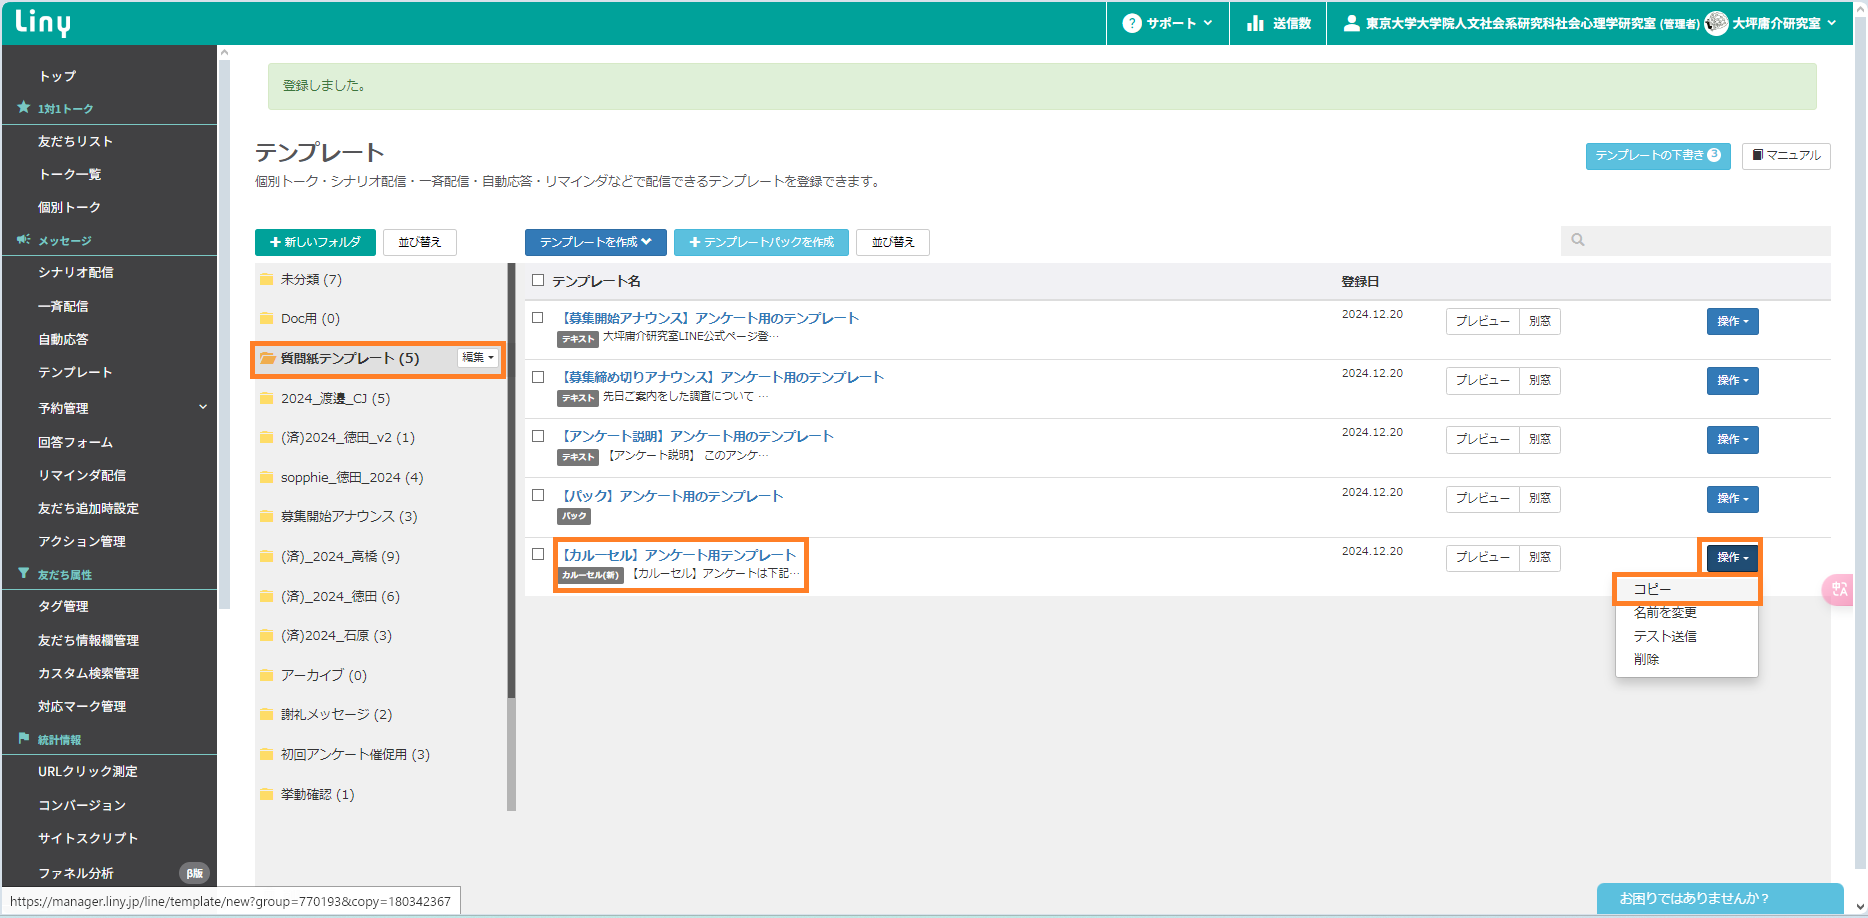 Liny
? サポート
送信数
東京大学大学院人文社会系研究科社会心理学研究室 (管理者)
大坪庸介研究室
トップ
1対1トーク
友だちリスト
トーク一覧
個別トーク
メッセージ
シナリオ配信
一斉配信
自動応答
テンプレート
予約管理
回答フォーム
リマインダ配信
友だち追加時設定
アクション管理
友だち属性
タグ管理
友だち情報欄管理
カスタム検索管理
対応マーク管理
統計情報
URLクリック測定
コンバージョン
サイトスクリプト
ファネル分析 β版
登録しました。
テンプレート
個別トーク・シナリオ配信・一斉配信・自動応答・リマインダなどで配信できるテンプレートを登録できます。
テンプレートの下書き 3
マニュアル
+ 新しいフォルダ
並び替え
未分類 (7)
Doc用 (0)
質問紙テンプレート (5) 編集
2024_渡邊_CJ (5)
(済)2024_徳田_v2 (1)
sopphie_徳田_2024 (4)
募集開始アナウンス (3)
(済)_2024_高橋 (9)
(済)_2024_徳田 (6)
(済)2024_石原 (3)
アーカイブ (0)
謝礼メッセージ (2)
初回アンケート催促用 (3)
挙動確認 (1)
テンプレートを作成
+ テンプレートパックを作成
並び替え
テンプレート名 登録日
【募集開始アナウンス】アンケート用のテンプレート 2024.12.20 プレビュー 別窓 操作
テキスト 大坪庸介研究室LINE公式ページ登…
【募集締め切りアナウンス】アンケート用のテンプレート 2024.12.20 プレビュー 別窓 操作
テキスト 先日ご案内をした調査について …
【アンケート説明】アンケート用のテンプレート 2024.12.20 プレビュー 別窓 操作
テキスト 【アンケート説明】 このアンケ…
【パック】アンケート用のテンプレート 2024.12.20 プレビュー 別窓 操作
パック
【カルーセル】アンケート用テンプレート 2024.12.20 プレビュー 別窓 操作
カルーセル(新) 【カルーセル】アンケートは下記…
コピー
名前を変更
テスト送信
削除
中A
お困りではありませんか？
https://manager.liny.jp/line/template/new?group=770193&copy=180342367